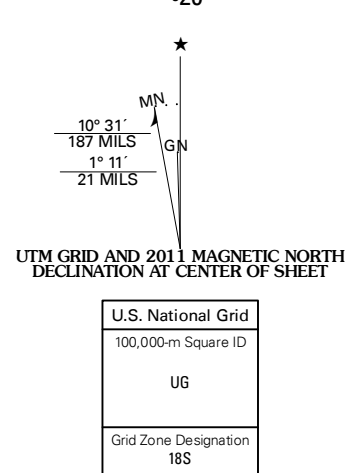 MN
10° 31´
187 MILS
GN
1° 11´
21 MILS
UTM GRID AND 2011 MAGNETIC NORTH
DECLINATION AT CENTER OF SHEET
U.S. National Grid
100,000-m Square ID
UG
Grid Zone Designation
18S